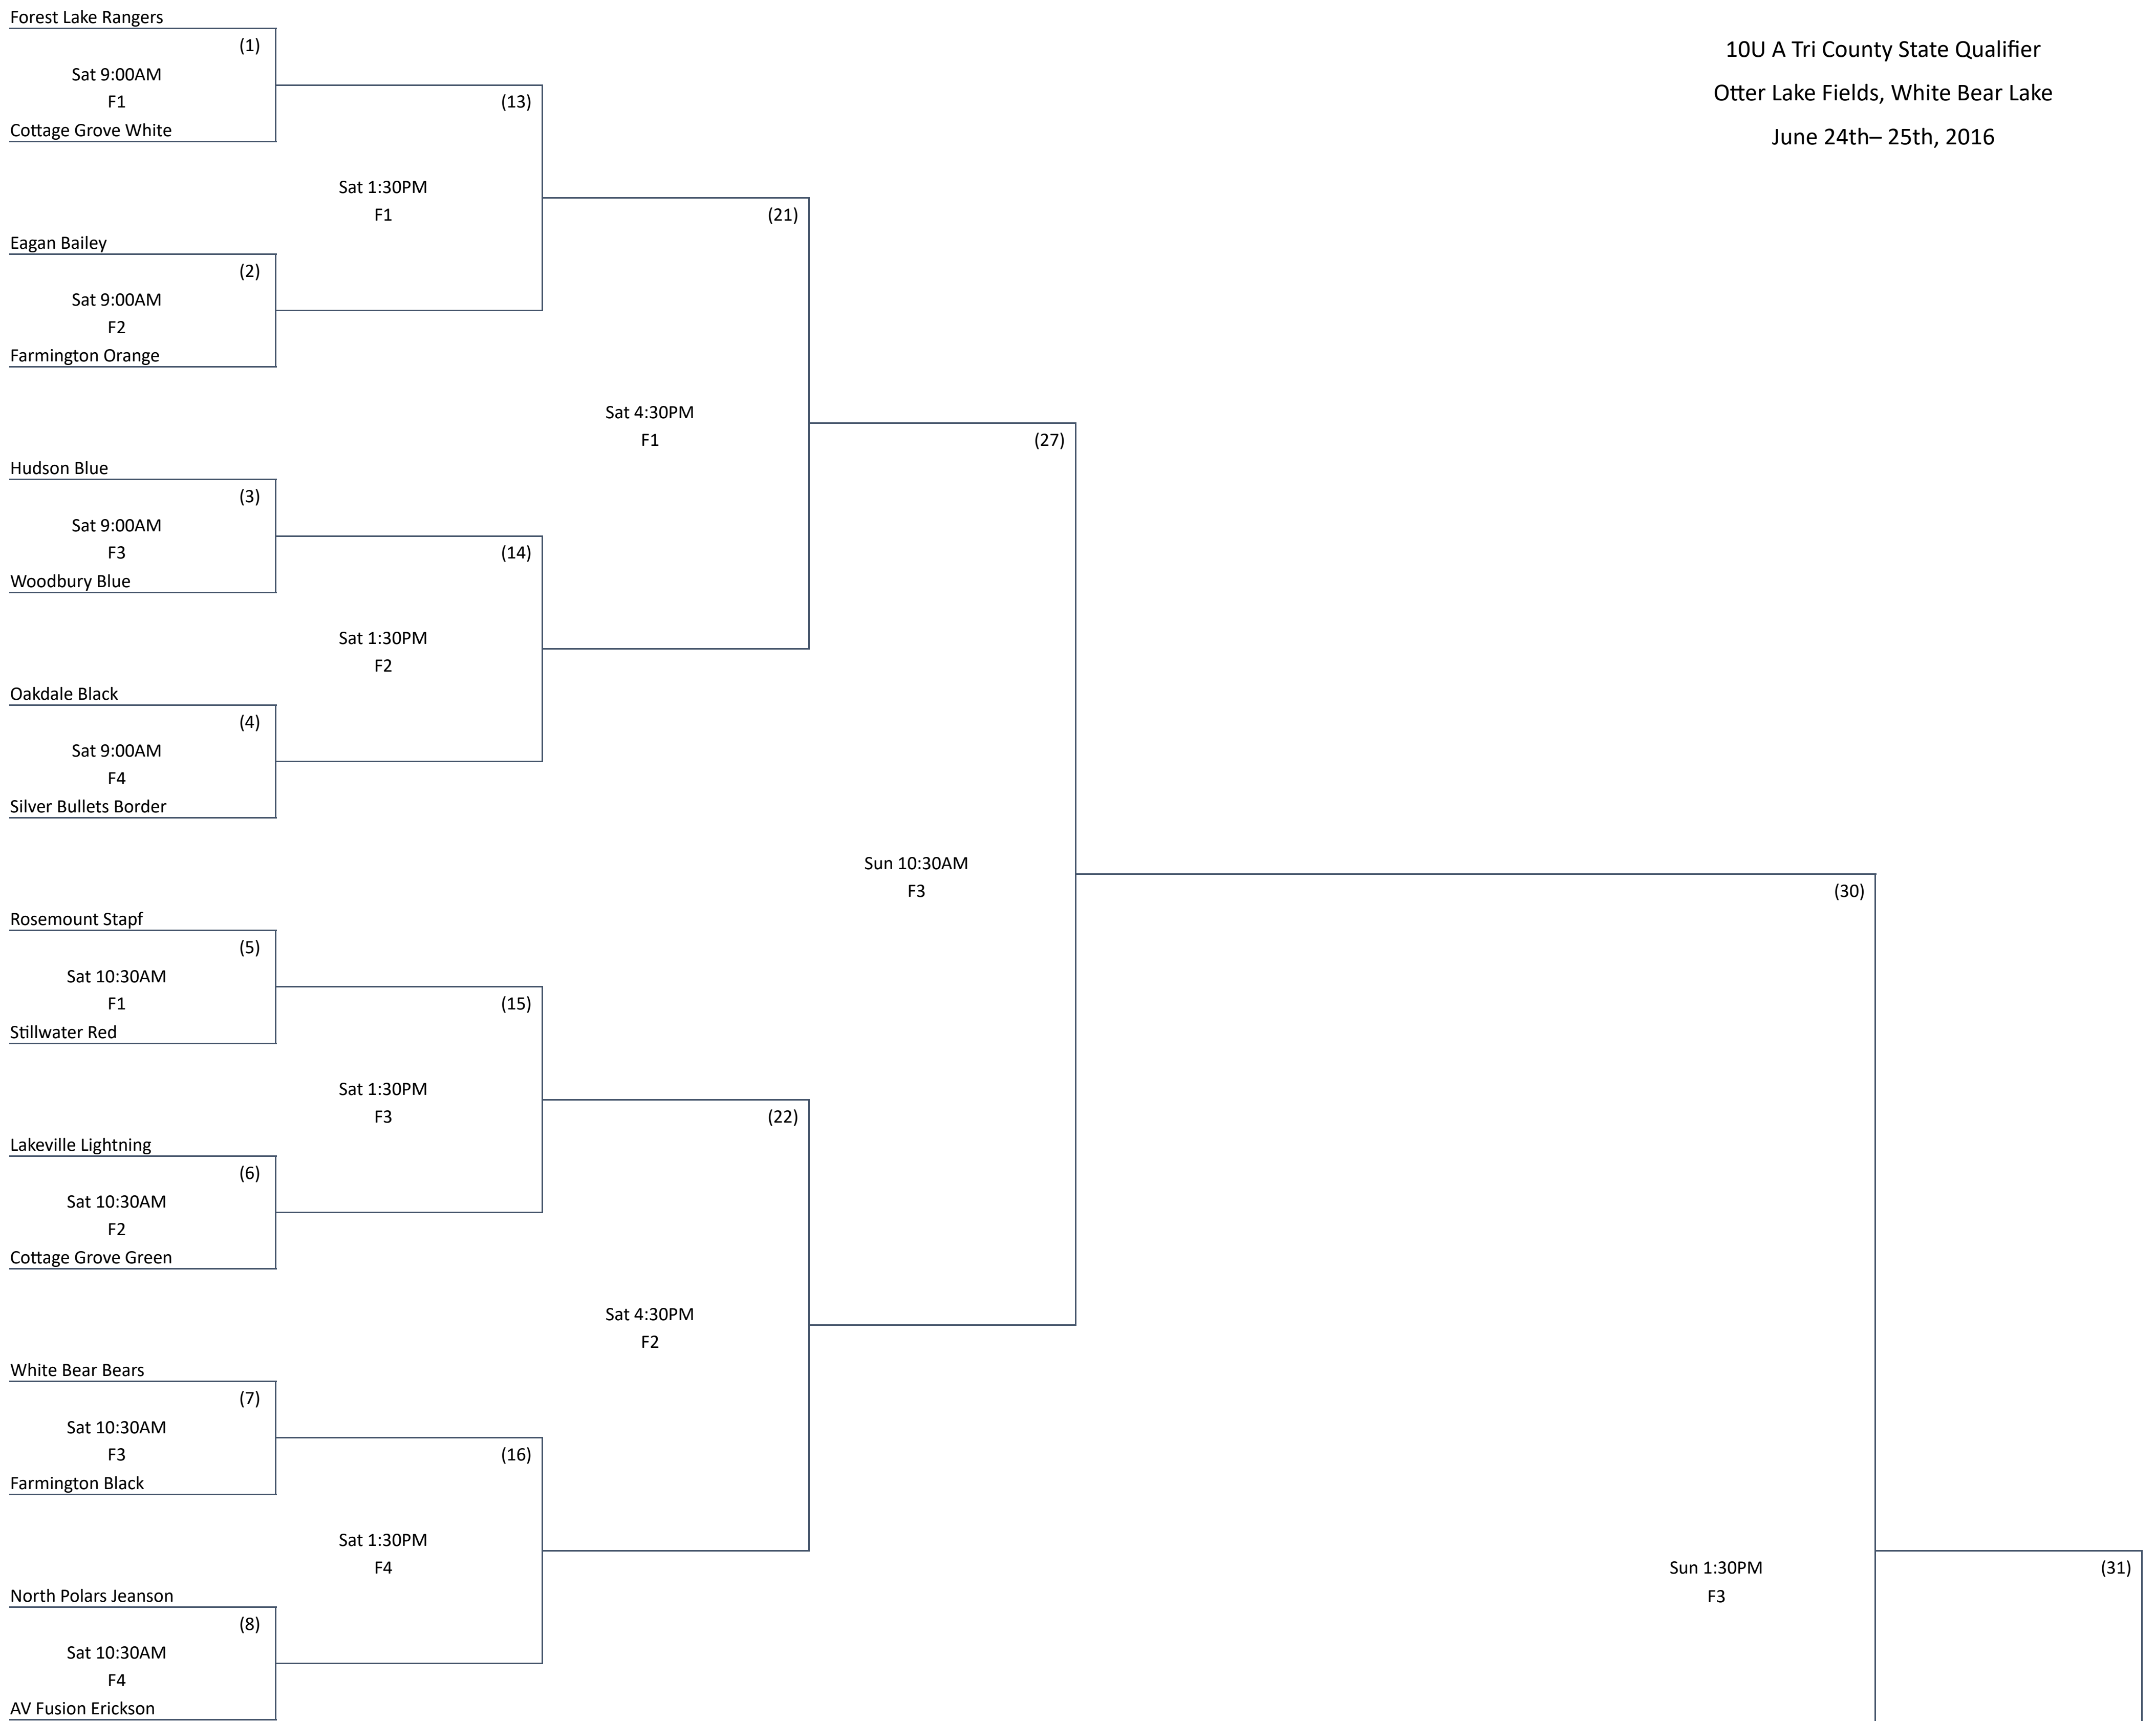 Forest Lake Rangers
(1)
Sat 9:00AM
F1
Cottage Grove White
(13)
Sat 1:30PM
F1
Eagan Bailey
(2)
Sat 9:00AM
F2
Farmington Orange
(21)
Sat 4:30PM
F1
Hudson Blue
(3)
Sat 9:00AM
F3
Woodbury Blue
(14)
Sat 1:30PM
F2
Oakdale Black
(4)
Sat 9:00AM
F4
Silver Bullets Border
(27)
Sun 10:30AM
F3
Rosemount Stapf
(5)
Sat 10:30AM
F1
Stillwater Red
(15)
Sat 1:30PM
F3
Lakeville Lightning
(6)
Sat 10:30AM
F2
Cottage Grove Green
(22)
Sat 4:30PM
F2
White Bear Bears
(7)
Sat 10:30AM
F3
Farmington Black
(16)
Sat 1:30PM
F4
North Polars Jeanson
(8)
Sat 10:30AM
F4
AV Fusion Erickson
10U A Tri County State Qualifier
Otter Lake Fields, White Bear Lake
June 24th– 25th, 2016
(30)
Sun 1:30PM
F3
(31)